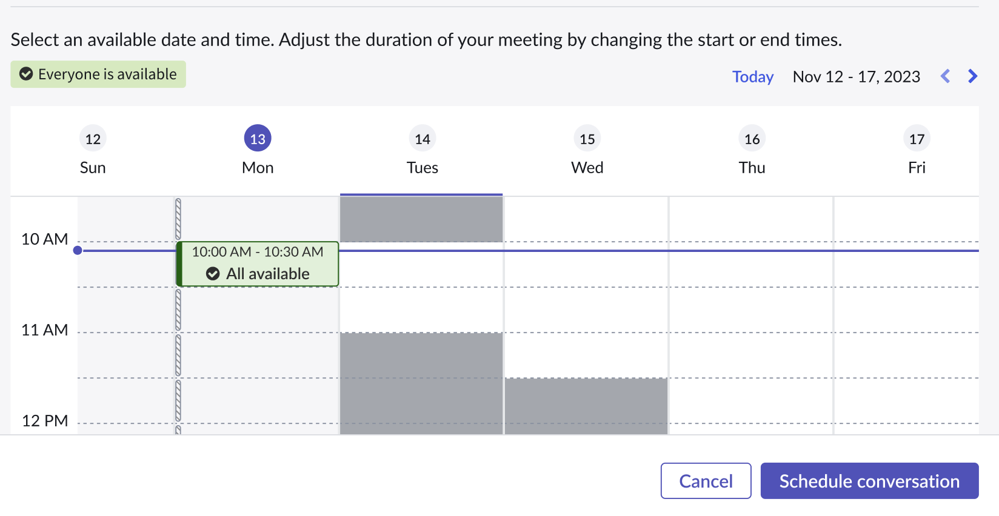 Select an available date and time. Adjust the duration of your meeting by changing the start or end times.
Everyone is available
Today Nov 12 - 17, 2023
12 13 14 15 16 17
Sun Mon Tues Wed Thu Fri
10 AM
10:00 AM - 10:30 AM
All available
11 AM
12 PM
Cancel Schedule conversation